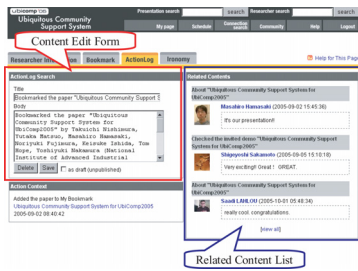 ubicomp'05
Presentation search search Researcher search search
Ubiquitous Community
Support System
My page Schedule Connection search Community Help Logout
Content Edit Form
Researcher Information Bookmark ActionLog Ironomy
Help for This Page
ActionLog Search
Title
Bookmarked the paper "Ubiquitous Community Support S
Body
Bookmarked the paper "Ubiquitous
Community Support System for
UbiComp2005" by Takuichi Nishimura,
Yutaka Matsuo, Masahiro Hamasaki,
Noriyuki Fujimura, Keisuke Ishida, Tom
Hope, Yoshiyuki Nakamura (National
Institute of Advanced Industrial
Delete Save as draft (unpublished)
Action Context
Added the paper to My Bookmark
Ubiquitous Community Support System for UbiComp2005
2005-09-02 08:40:42
Related Contents
About "Ubiquitous Community Support System for
UbiComp2005"
Masahiro Hamasaki (2005-09-02 15:45:36)
It's our presentation!!
Checked the invited demo "Ubiquitous Community Support
System for UbiComp2005"
Shigeyoshi Sakamoto (2005-09-05 15:18:18)
Very exciting!! Great！ GREAT.
About "Ubiquitous Community Support System for
UbiComp2005"
Saadi LAHLOU (2005-10-01 05:48:34)
really cool. congratulations.
[view all]
Related Content List